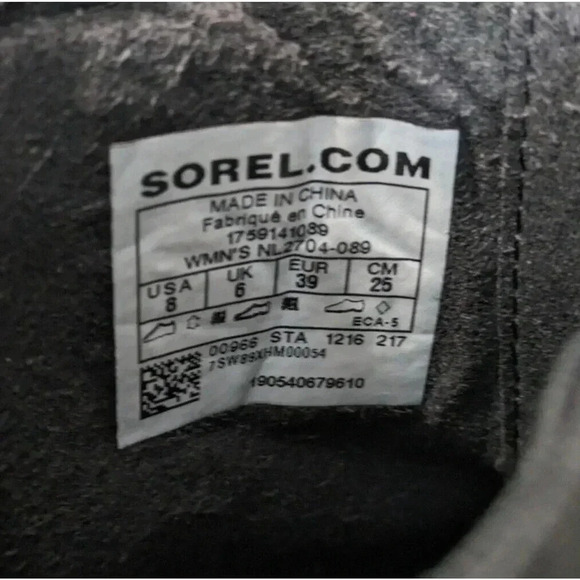 SOREL.COM
MADE IN CHINA
Fabriqué en Chine
1759141089
WMN'S NL2704-089
USA UK EUR CM
8 6 39 25
ECA-5
00966 STA 1216 217
7SW89XHM00054
190540679610